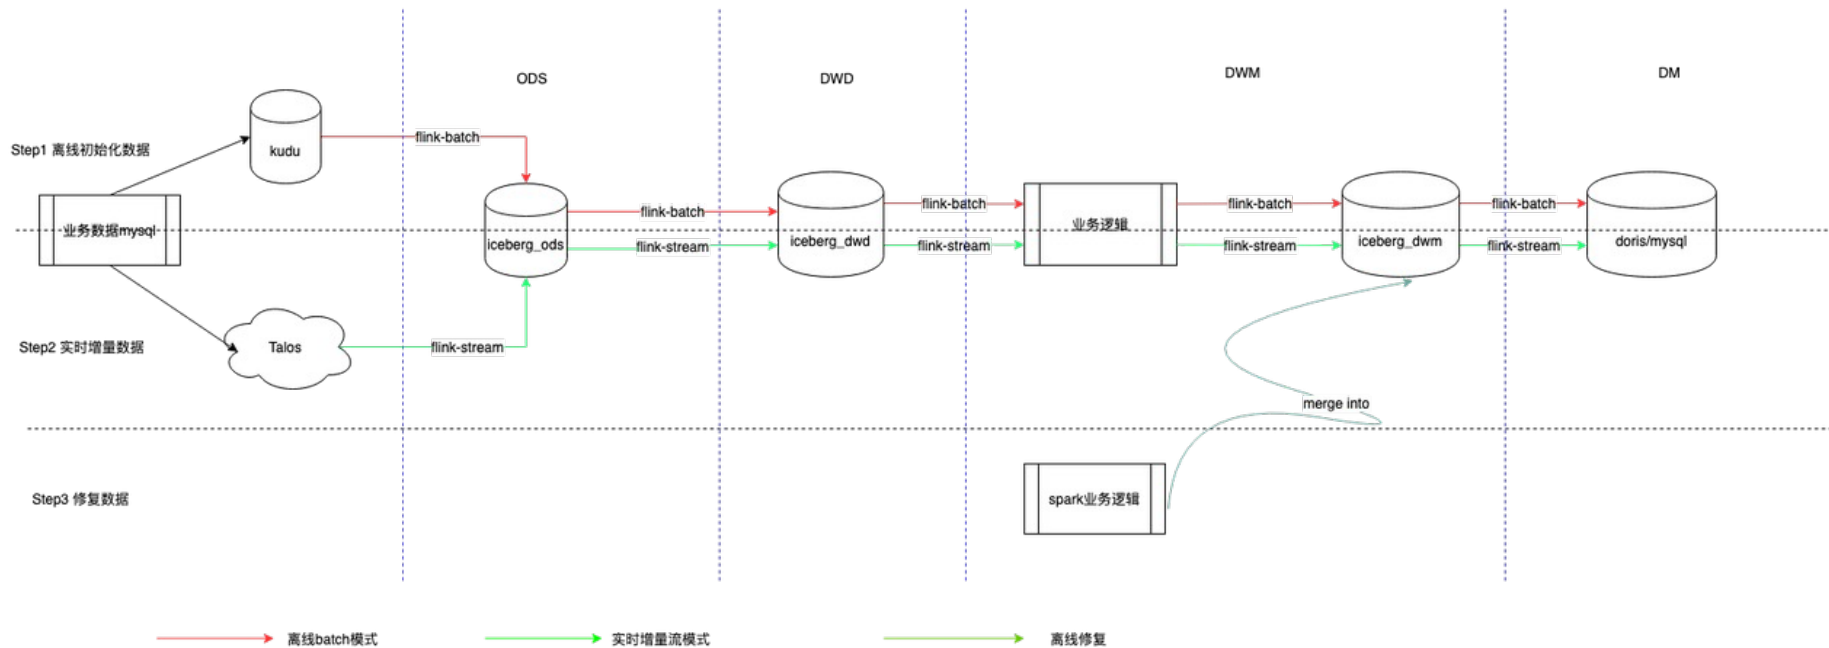 ODS
DWD
DWM
DM
Step1 离线初始化数据
kudu
flink-batch
业务数据mysql
iceberg_ods
flink-batch
flink-stream
iceberg_dwd
flink-batch
flink-stream
业务逻辑
flink-batch
flink-stream
iceberg_dwm
flink-batch
flink-stream
doris/mysql
Step2 实时增量数据
Talos
flink-stream
merge into
Step3 修复数据
spark业务逻辑
离线batch模式
实时增量流模式
离线修复